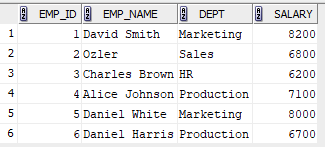 EMP_ID EMP_NAME DEPT SALARY
1 1 David Smith Marketing 8200
2 2 Ozler Sales 6800
3 3 Charles Brown HR 6200
4 4 Alice Johnson Production 7100
5 5 Daniel White Marketing 8000
6 6 Daniel Harris Production 6700